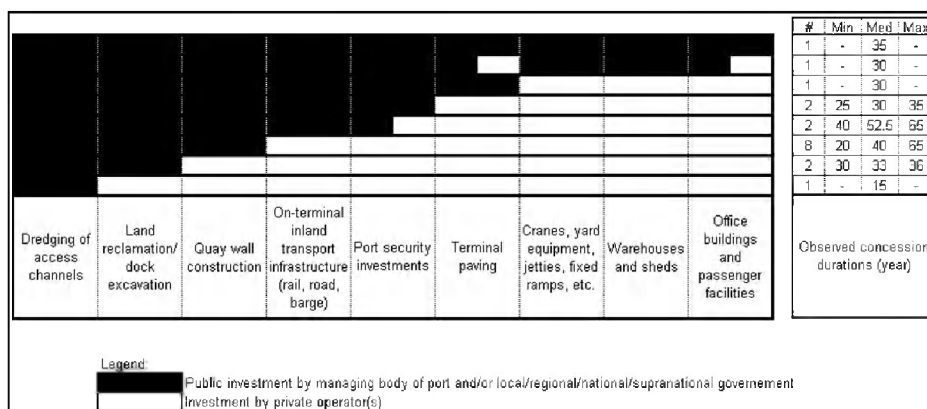 # Min Med Max
1 - 35 -
1 - 30 -
1 - 30 -
2 25 30 35
2 40 52.5 65
8 20 40 65
2 30 33 36
1 - 15 -
Dredging of
access
channels
Land
reclamation/
dock
excavation
Quay wall
construction
On-terminal
inland
transport
infrastructure
(rail, road,
barge)
Port security
investments
Terminal
paving
Cranes, yard
equipment,
jetties, fixed
ramps, etc.
Warehouses
and sheds
Office
buildings
and
passenger
facilities
Observed concession
durations (year)
Legend:
Public investment by managing body of port and/or local/regional/national/supranational governement
Investment by private operator(s)